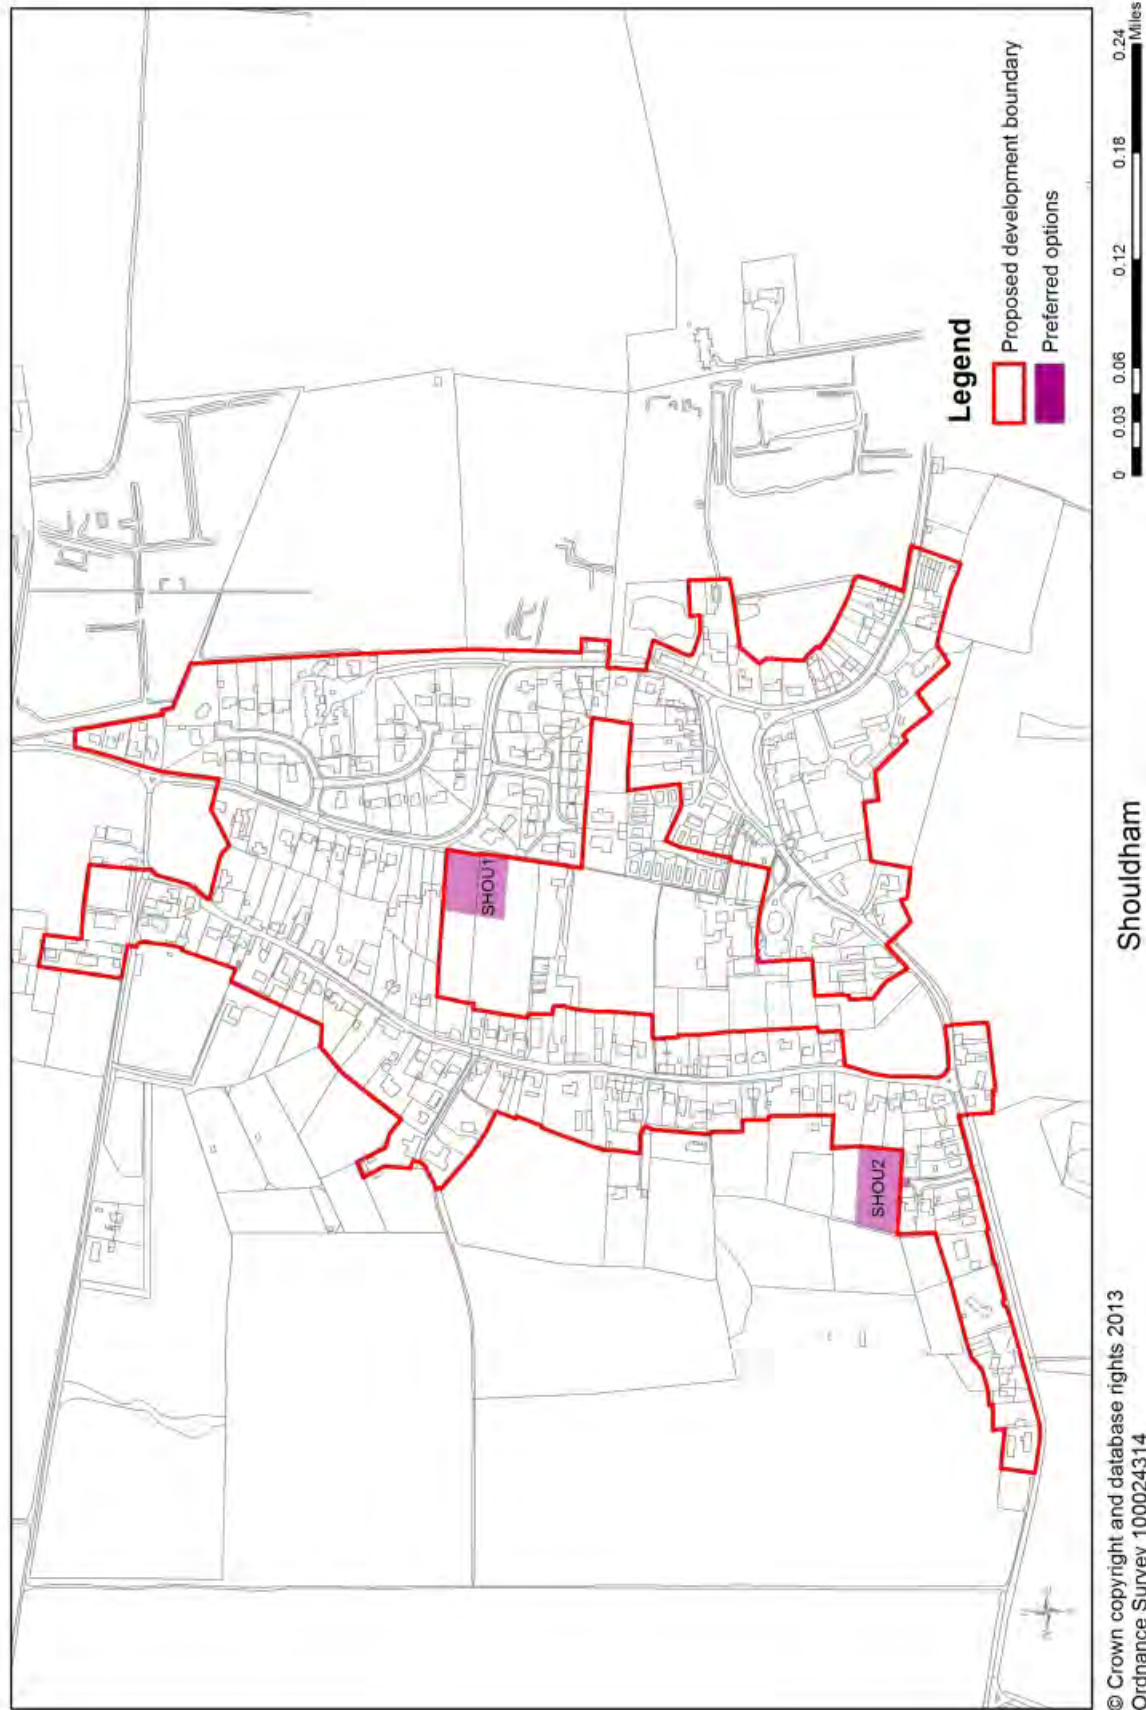 SHOU1
SHOU2
Legend
Proposed development boundary
Preferred options
0 0.03 0.06 0.12 0.18 0.24
Miles
Shouldham
© Crown copyright and database rights 2013
Ordnance Survey 100024314